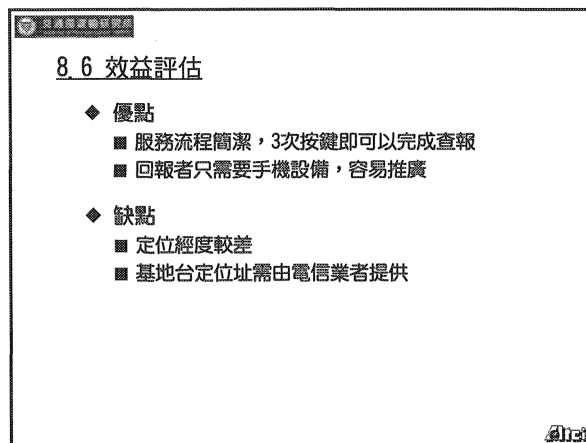 8.6 效益評估
◆ 優點
■ 服務流程簡潔，3次按鍵即可以完成查報
■ 回報者只需要手機設備，容易推廣
◆ 缺點
■ 定位經度較差
■ 基地台定位址需由電信業者提供